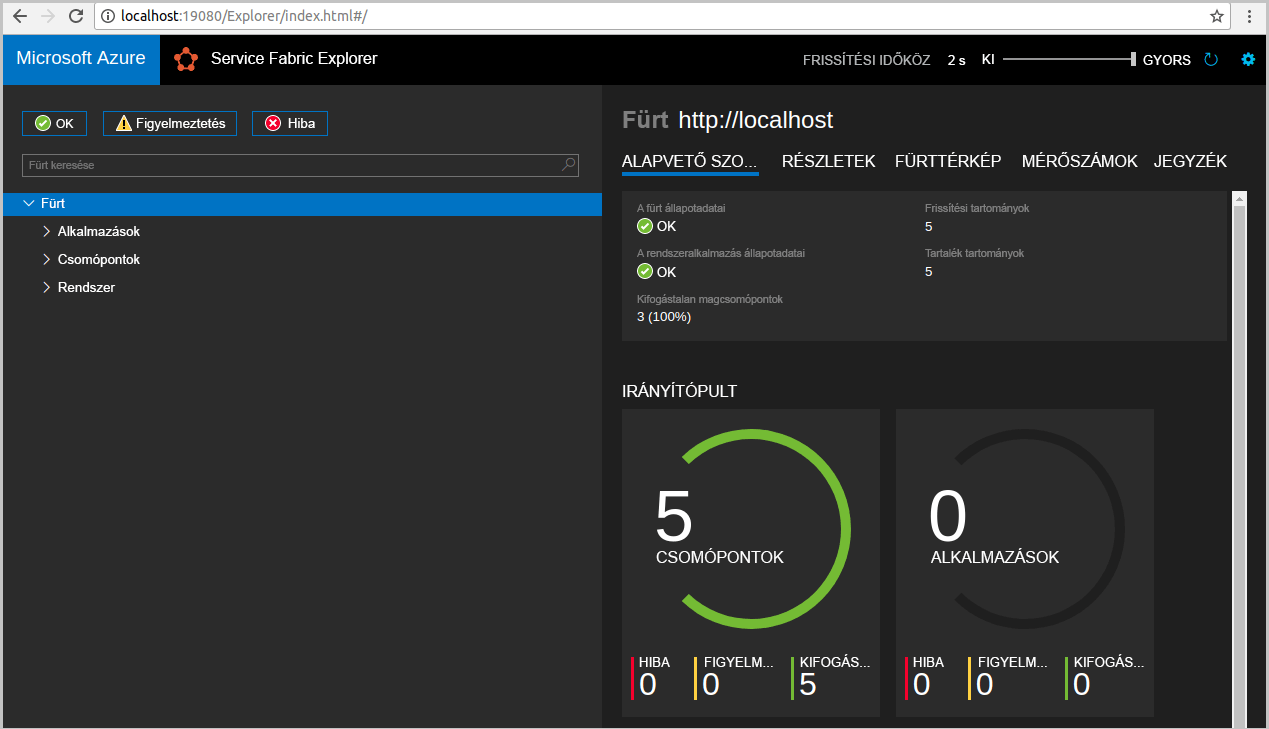 localhost:19080/Explorer/index.html#/
Microsoft Azure Service Fabric Explorer FRISSÍTÉSI IDŐKÖZ 2 s KI GYORS
OK Figyelmeztetés Hiba
Fürt keresése
Fürt
Alkalmazások
Csomópontok
Rendszer
Fürt http://localhost
ALAPVETŐ SZO... RÉSZLETEK FÜRTTÉRKÉP MÉRŐSZÁMOK JEGYZÉK
A fürt állapotadatai Frissítési tartományok
OK 5
A rendszeralkalmazás állapotadatai Tartalék tartományok
OK 5
Kifogástalan magcsomópontok
3 (100%)
IRÁNYÍTÓPULT
5 0
CSOMÓPONTOK ALKALMAZÁSOK
HIBA FIGYELM... KIFOGÁS... HIBA FIGYELM... KIFOGÁS...
0 0 5 0 0 0